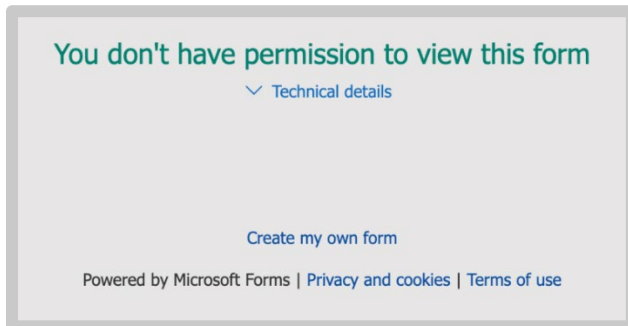 You don't have permission to view this form
Technical details
Create my own form
Powered by Microsoft Forms | Privacy and cookies | Terms of use